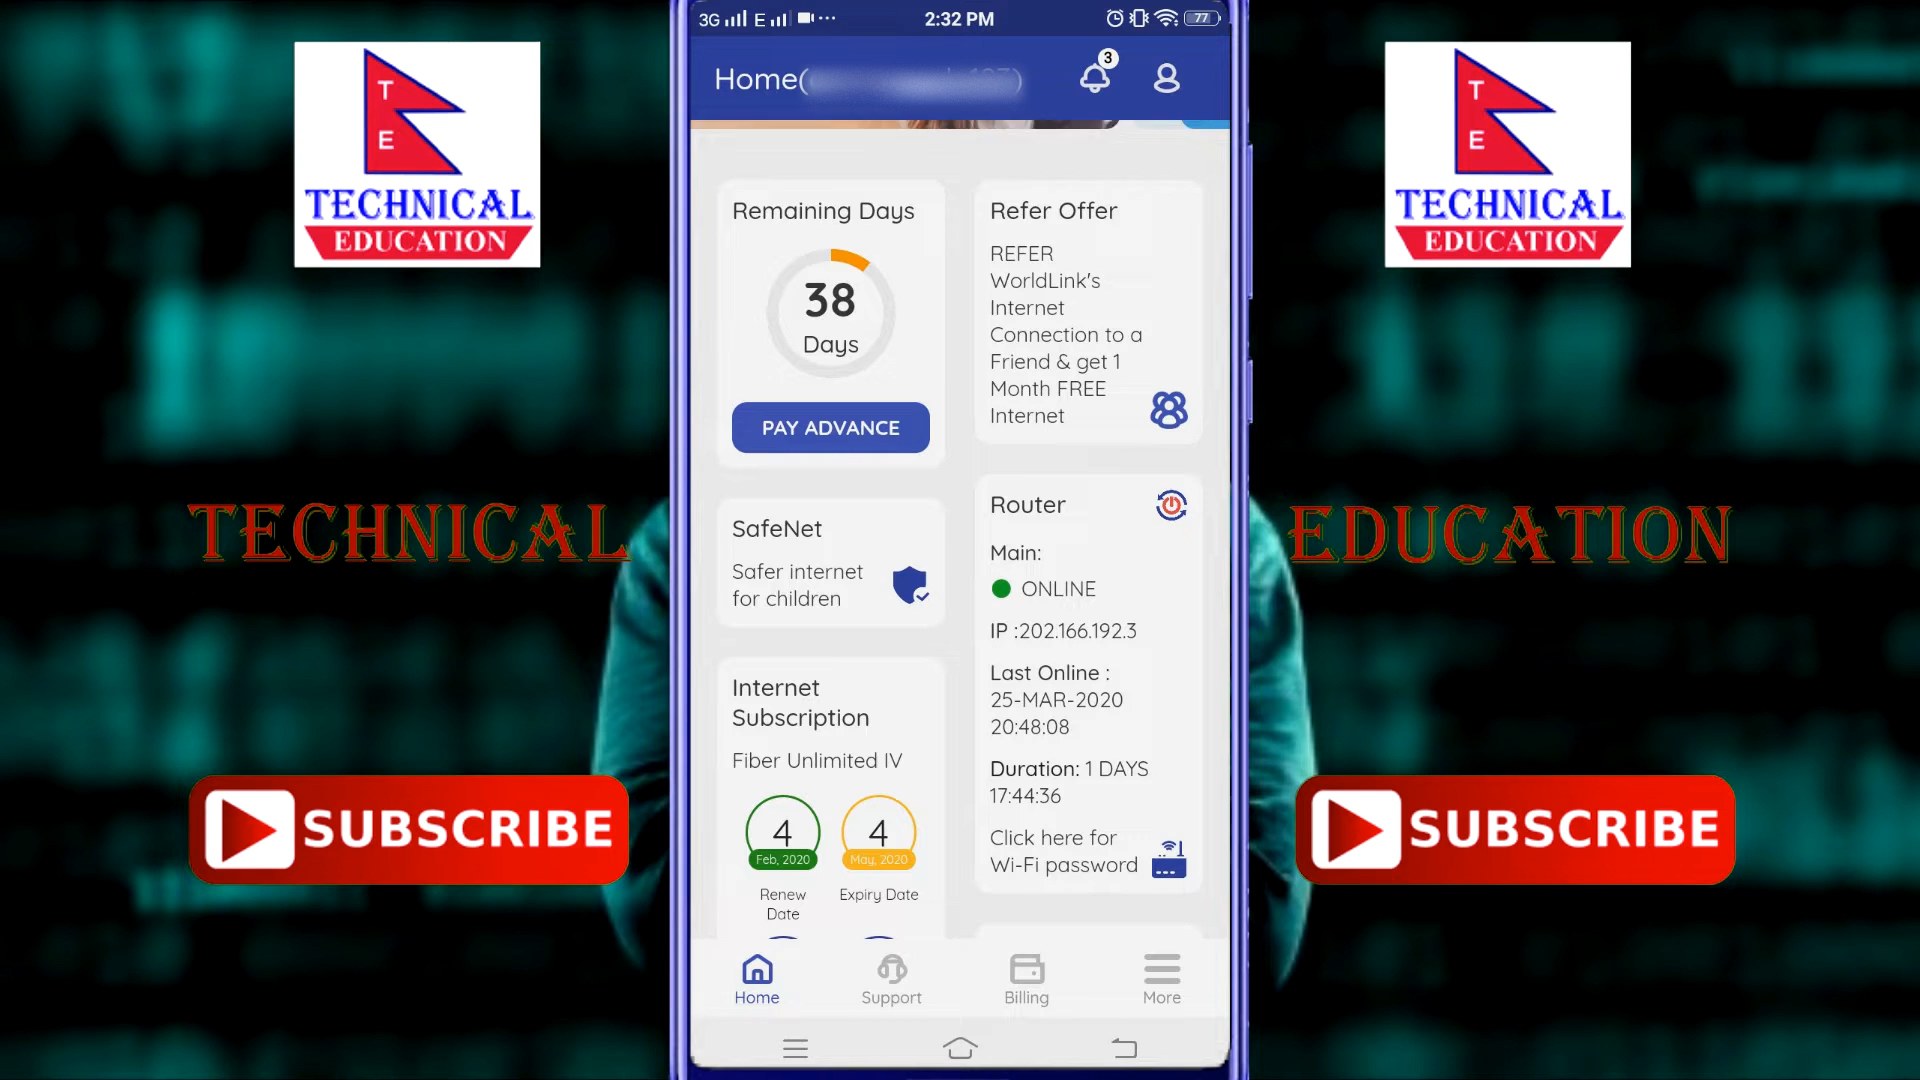 T
E
TECHNICAL
EDUCATION
TECHNICAL
SUBSCRIBE
3G E 2:32 PM 77
Home(
3
Remaining Days
38
Days
PAY ADVANCE
SafeNet
Safer internet
for children
Internet
Subscription
Fiber Unlimited IV
4
Feb, 2020
Renew
Date
4
May, 2020
Expiry Date
Refer Offer
REFER
WorldLink's
Internet
Connection to a
Friend & get 1
Month FREE
Internet
Router
Main:
ONLINE
IP :202.166.192.3
Last Online :
25-MAR-2020
20:48:08
Duration: 1 DAYS
17:44:36
Click here for
Wi-Fi password
Home
Support
Billing
More
T
E
TECHNICAL
EDUCATION
EDUCATION
SUBSCRIBE